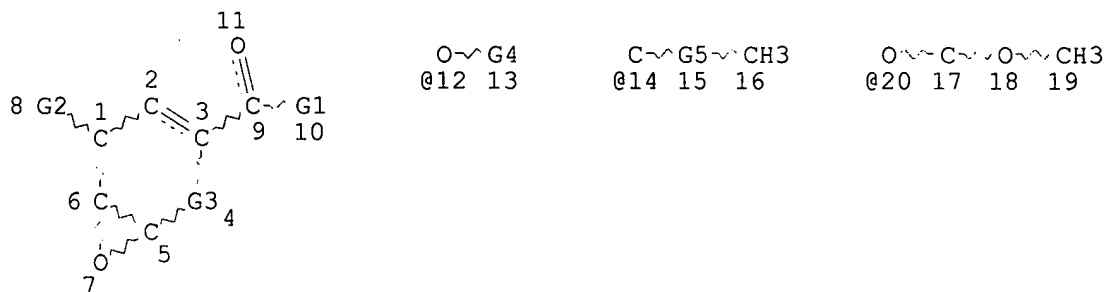 11
O
O G4
@12 13
C G5 CH3
@14 15 16
O C O CH3
@20 17 18 19
2
8 G2 1 C 3 C G1
C C 9 10
6 C G3 4
C
O 5
7